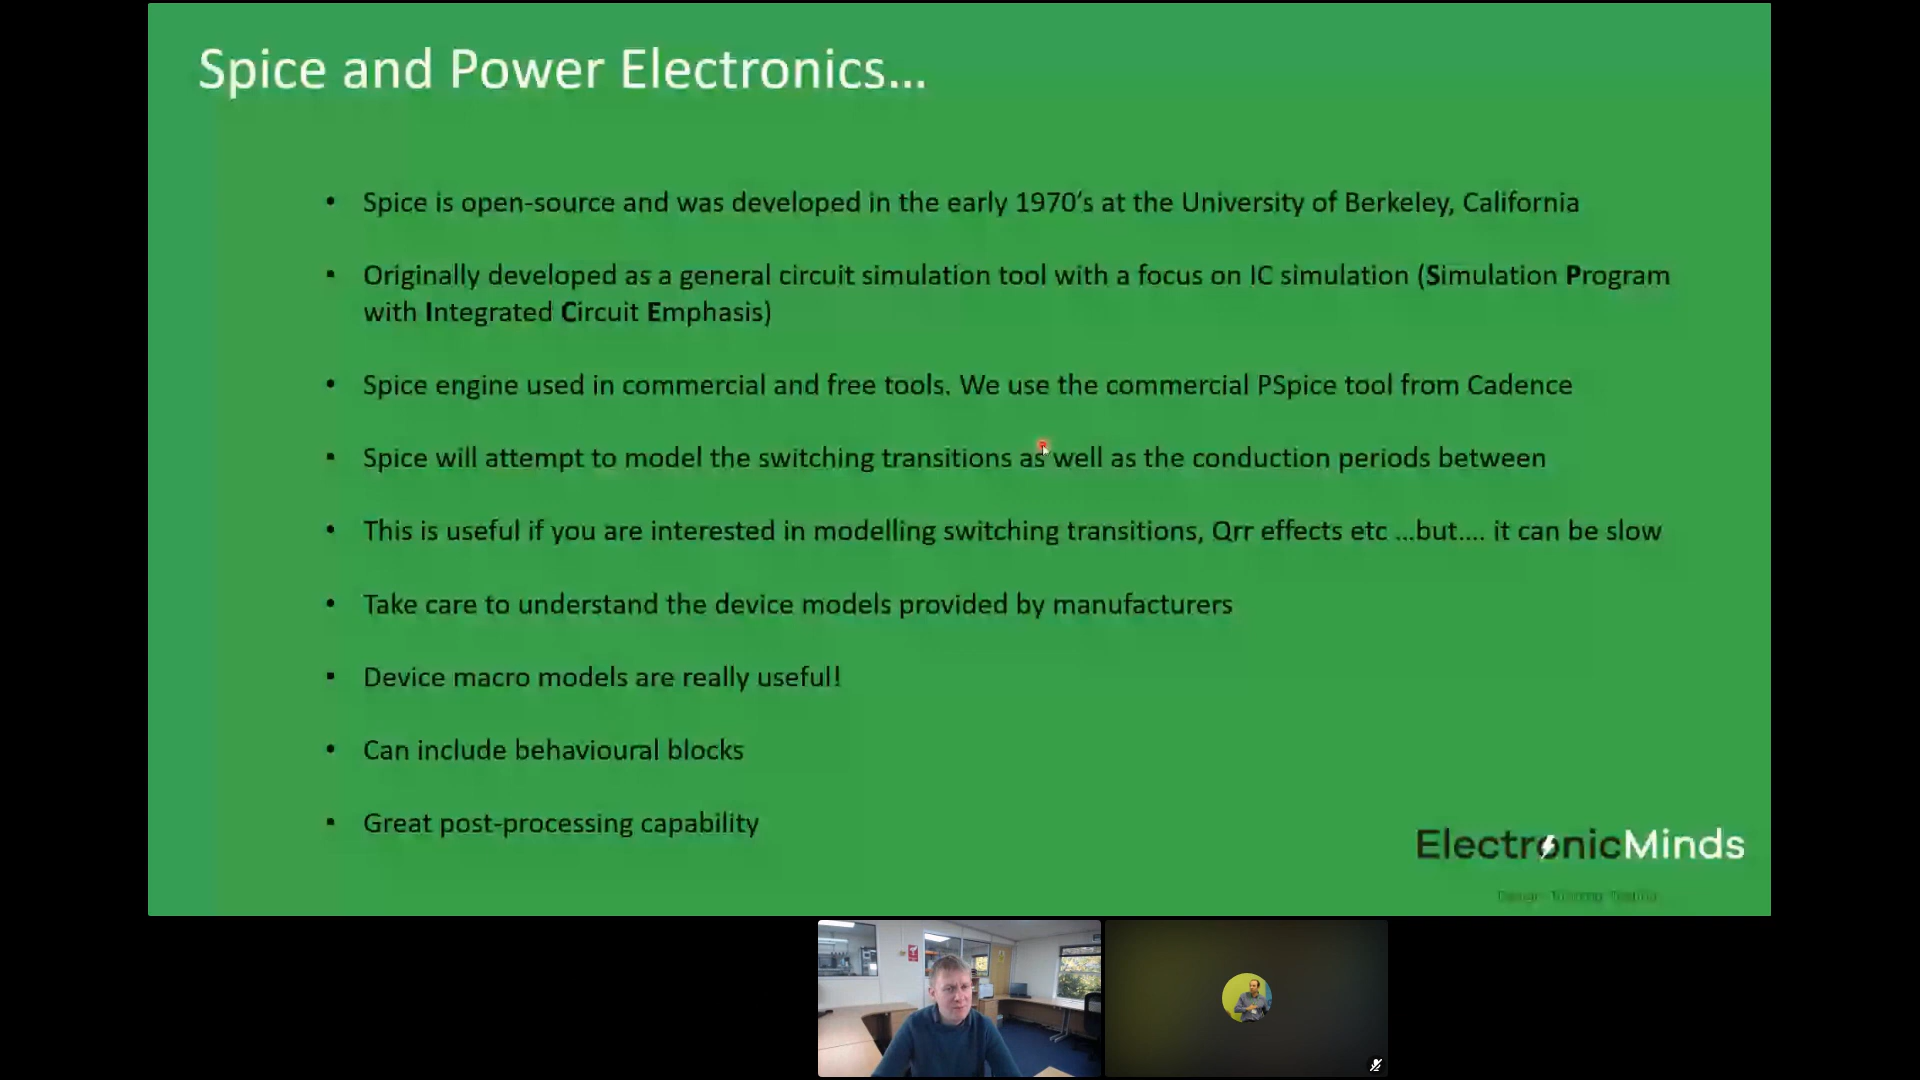 Spice and Power Electronics...
• Spice is open-source and was developed in the early 1970's at the University of Berkeley, California
• Originally developed as a general circuit simulation tool with a focus on IC simulation (Simulation Program
with Integrated Circuit Emphasis)
• Spice engine used in commercial and free tools. We use the commercial PSpice tool from Cadence
• Spice will attempt to model the switching transitions as well as the conduction periods between
• This is useful if you are interested in modelling switching transitions, Qrr effects etc ...but.... it can be slow
• Take care to understand the device models provided by manufacturers
• Device macro models are really useful!
• Can include behavioural blocks
• Great post-processing capability
ElectronicMinds